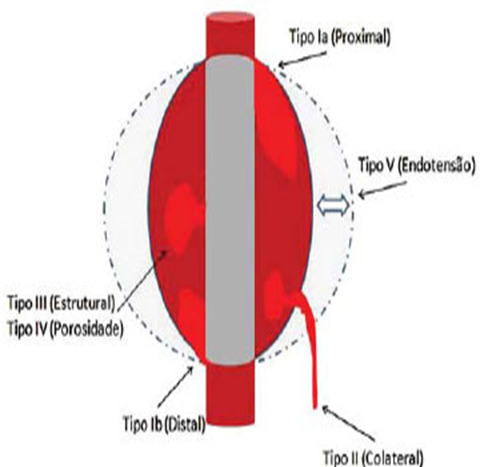 Tipo Ia (Proximal)
Tipo V (Endotensão)
Tipo III (Estrutural)
Tipo IV (Porosidade)
Tipo Ib (Distal)
Tipo II (Colateral)